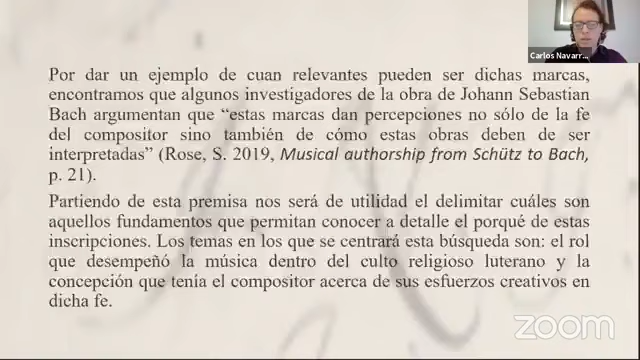 Carlos Navarr...
Por dar un ejemplo de cuan relevantes pueden ser dichas marcas,
encontramos que algunos investigadores de la obra de Johann Sebastian
Bach argumentan que “estas marcas dan percepciones no sólo de la fe
del compositor sino también de cómo estas obras deben de ser
interpretadas” (Rose, S. 2019, Musical authorship from Schütz to Bach,
p. 21).
Partiendo de esta premisa nos será de utilidad el delimitar cuáles son
aquellos fundamentos que permitan conocer a detalle el porqué de estas
inscripciones. Los temas en los que se centrará esta búsqueda son: el rol
que desempeñó la música dentro del culto religioso luterano y la
concepción que tenía el compositor acerca de sus esfuerzos creativos en
dicha fe.
zoom